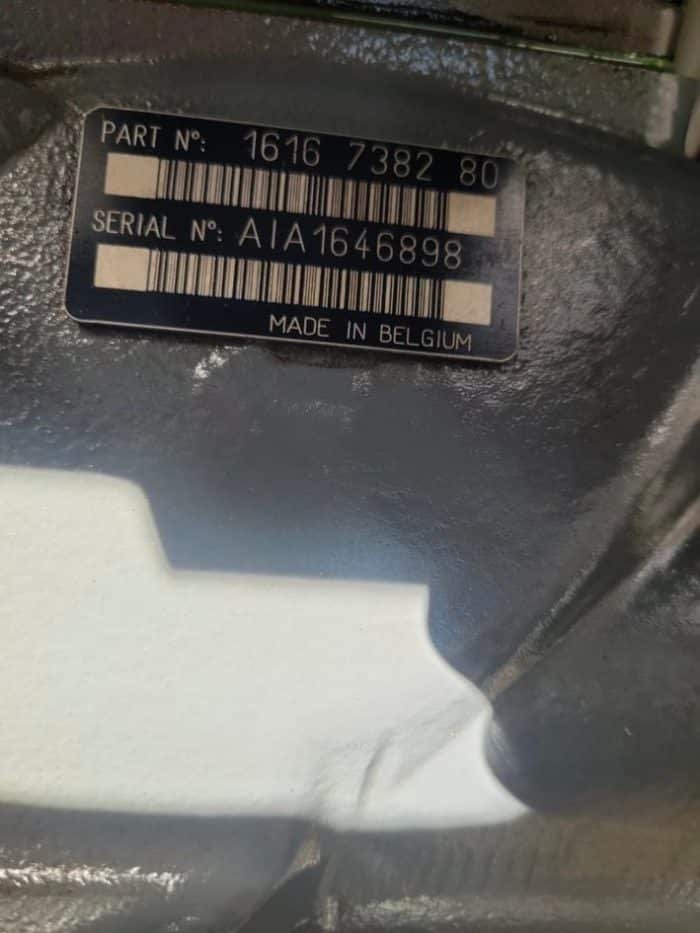 PART Nº: 1616 7382 80
SERIAL Nº: AIA1646898
MADE IN BELGIUM